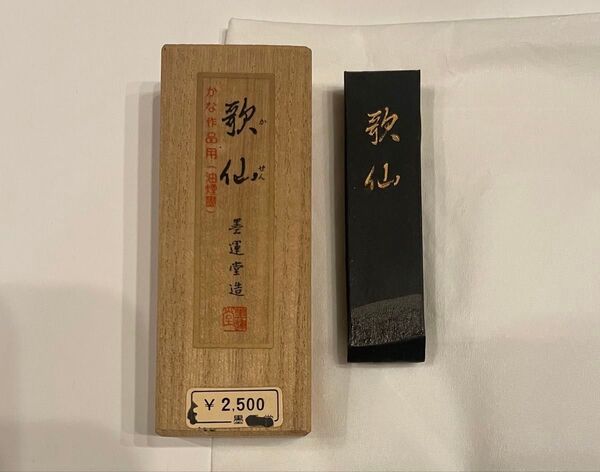 かな作品用（油煙墨）
歌仙
か
せん
墨運堂造
¥ 2,500
墨
堂
歌仙